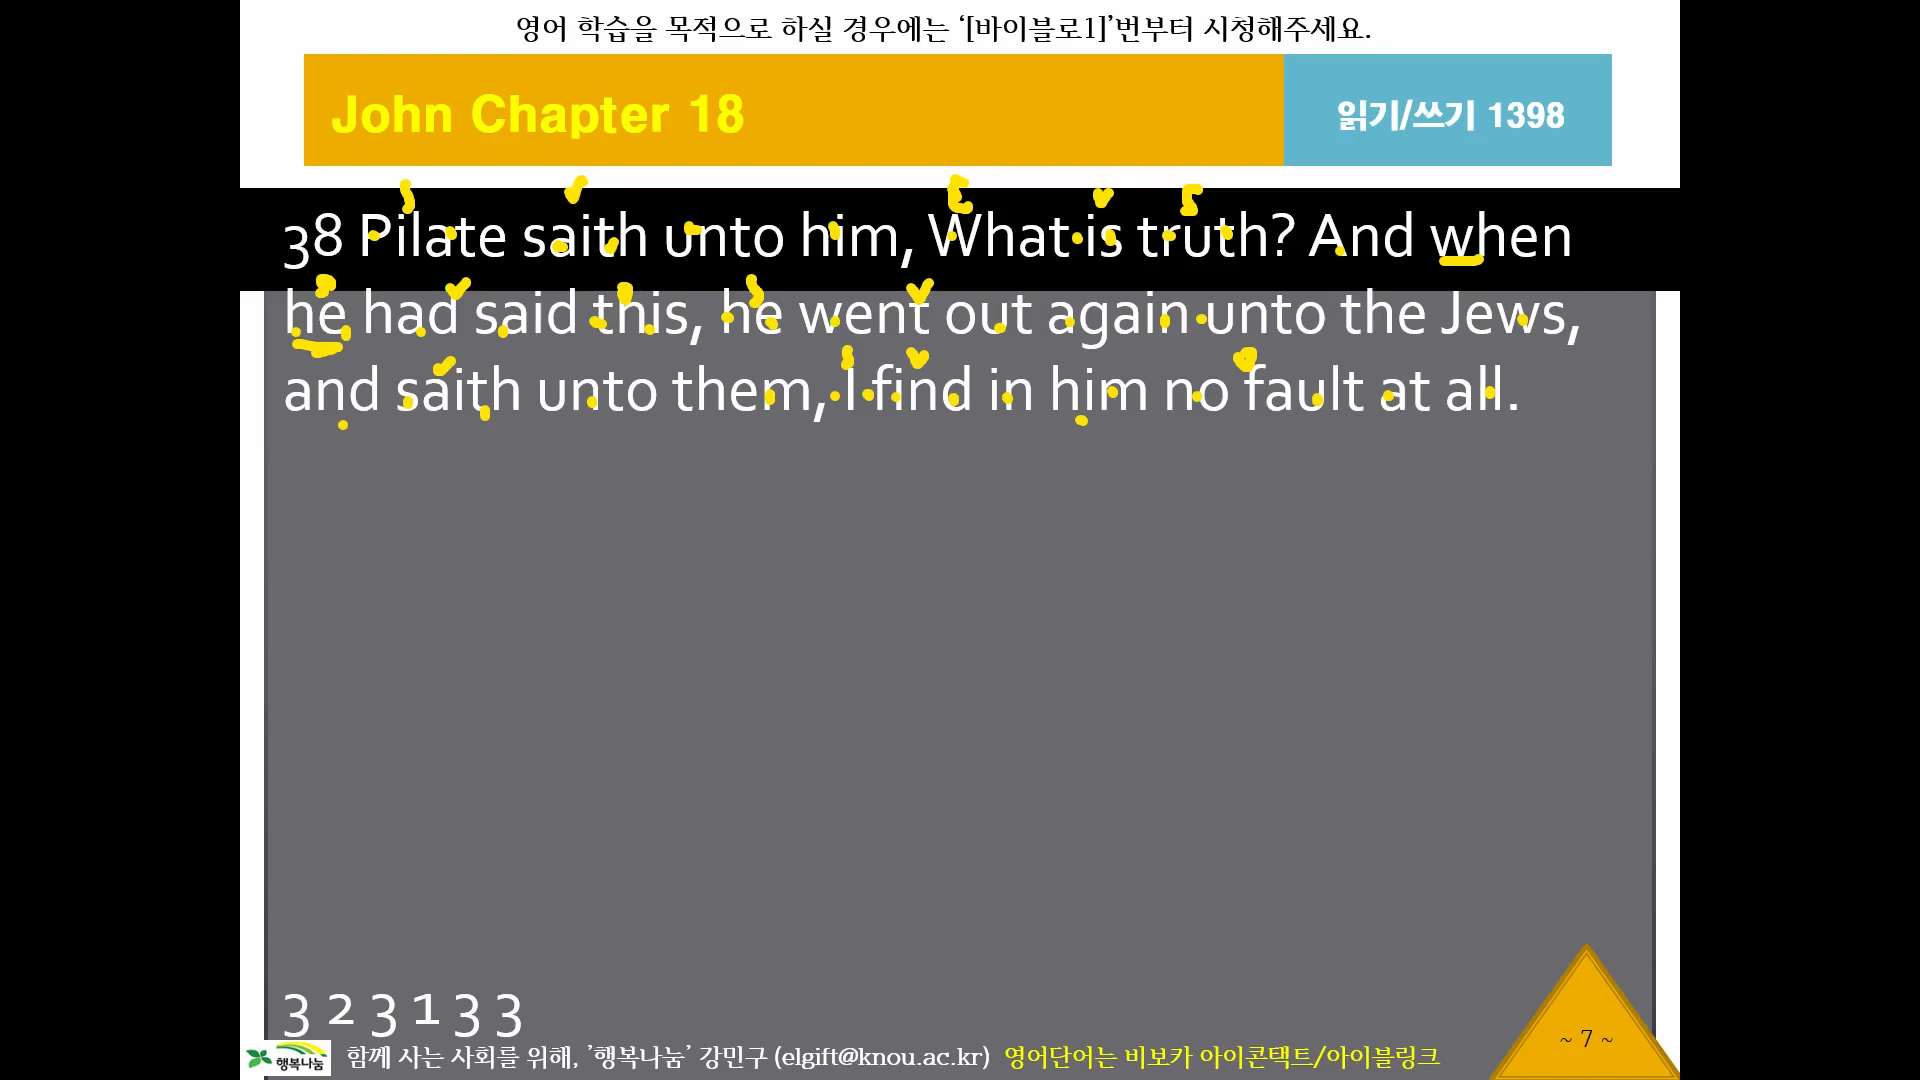 영어 학습을 목적으로 하실 경우에는 ‘[바이블로1]’번부터 시청해주세요.
John Chapter 18
읽기/쓰기 1398
38 Pilate saith unto him, What is truth? And when
he had said this, he went out again unto the Jews,
and saith unto them, I find in him no fault at all.
3 2 3 1 3 3
~ 7 ~
행복나눔
함께 사는 사회를 위해, ’행복나눔’ 강민구 (elgift@knou.ac.kr) 영어단어는 비보카 아이콘택트/아이블링크